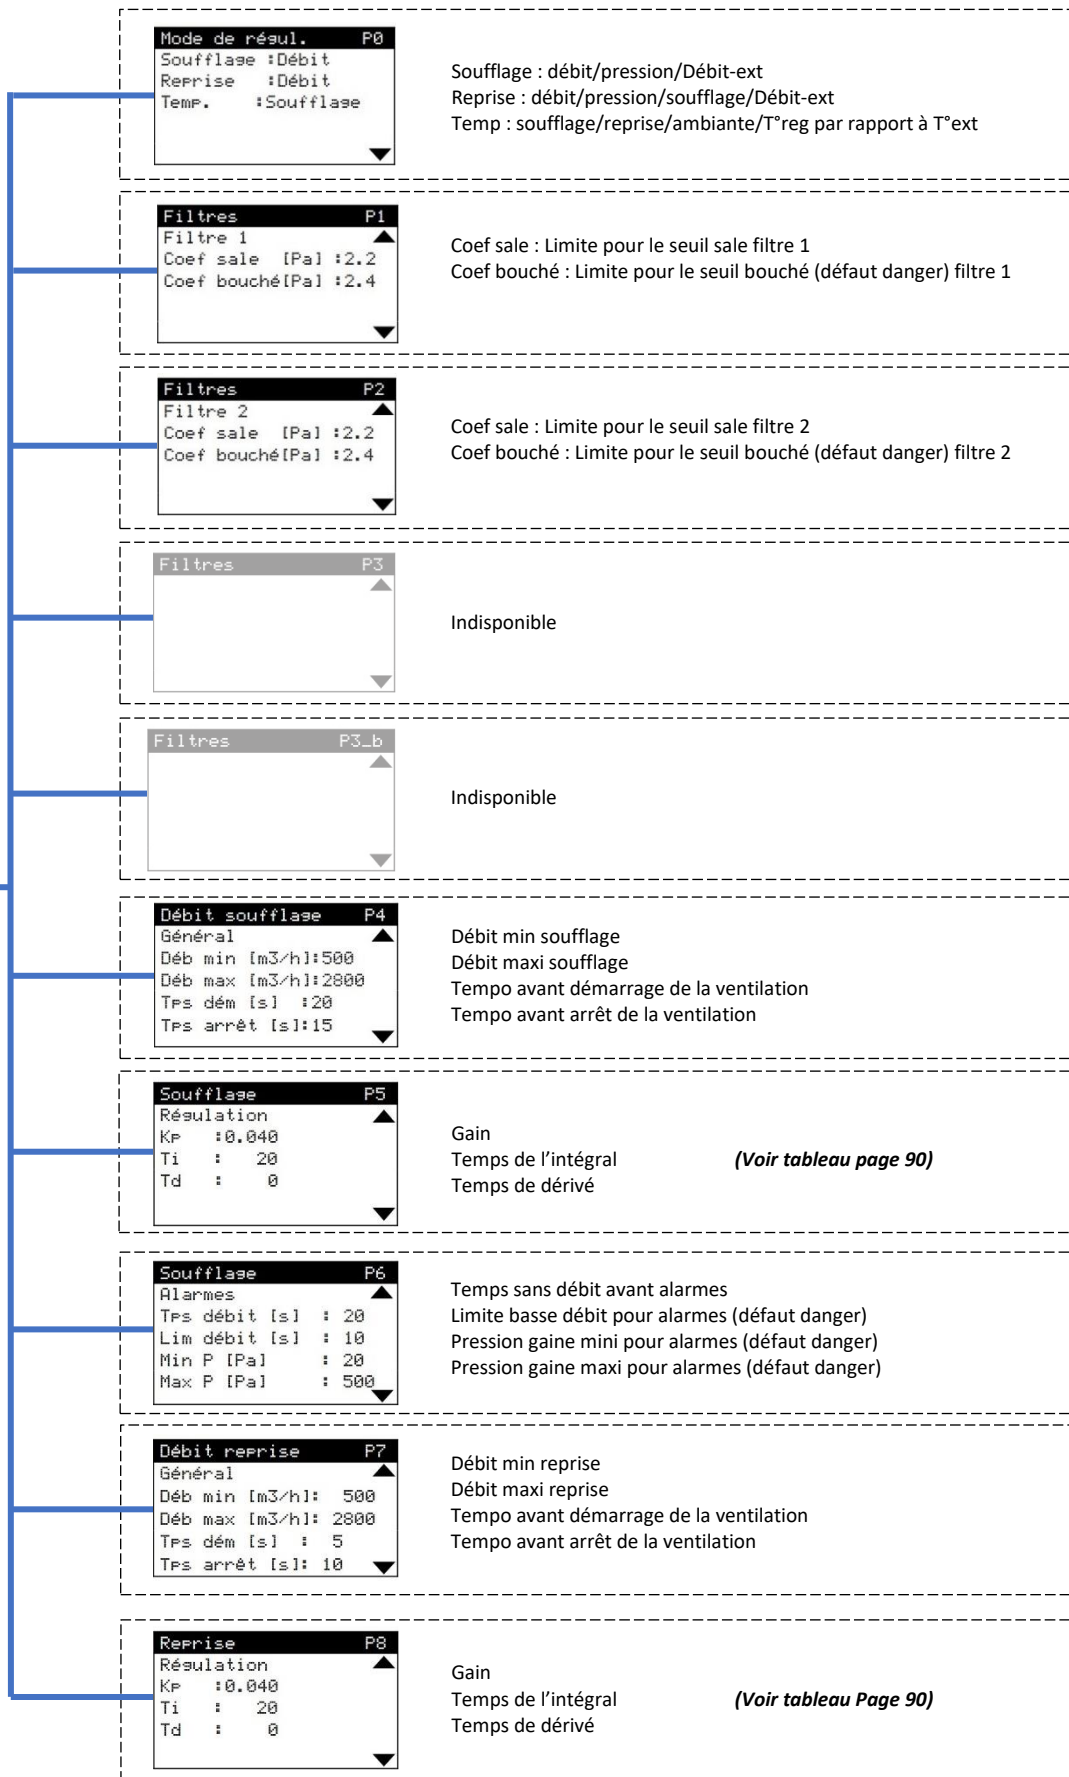 Mode de régul. P0
Soufflage :Débit
Reprise :Débit
Temp. :Soufflage
Soufflage : débit/pression/Débit-ext
Reprise : débit/pression/soufflage/Débit-ext
Temp : soufflage/reprise/ambiante/T°reg par rapport à T°ext
Filtres P1
Filtre 1
Coef sale [Pa] :2.2
Coef bouché[Pa] :2.4
Coef sale : Limite pour le seuil sale filtre 1
Coef bouché : Limite pour le seuil bouché (défaut danger) filtre 1
Filtres P2
Filtre 2
Coef sale [Pa] :2.2
Coef bouché[Pa] :2.4
Coef sale : Limite pour le seuil sale filtre 2
Coef bouché : Limite pour le seuil bouché (défaut danger) filtre 2
Filtres P3
Indisponible
Filtres P3_b
Indisponible
Débit soufflage P4
Général
Déb min [m3/h]:500
Déb max [m3/h]:2800
Tps dém [s] :20
Tps arrêt [s]:15
Débit min soufflage
Débit maxi soufflage
Tempo avant démarrage de la ventilation
Tempo avant arrêt de la ventilation
Soufflage P5
Régulation
Kp :0.040
Ti : 20
Td : 0
Gain
Temps de l’intégral (Voir tableau page 90)
Temps de dérivé
Soufflage P6
Alarmes
Tps débit [s] : 20
Lim débit [s] : 10
Min P [Pa] : 20
Max P [Pa] : 500
Temps sans débit avant alarmes
Limite basse débit pour alarmes (défaut danger)
Pression gaine mini pour alarmes (défaut danger)
Pression gaine maxi pour alarmes (défaut danger)
Débit reprise P7
Général
Déb min [m3/h]: 500
Déb max [m3/h]: 2800
Tps dém [s] : 5
Tps arrêt [s]: 10
Débit min reprise
Débit maxi reprise
Tempo avant démarrage de la ventilation
Tempo avant arrêt de la ventilation
Reprise P8
Régulation
Kp :0.040
Ti : 20
Td : 0
Gain
Temps de l’intégral (Voir tableau Page 90)
Temps de dérivé